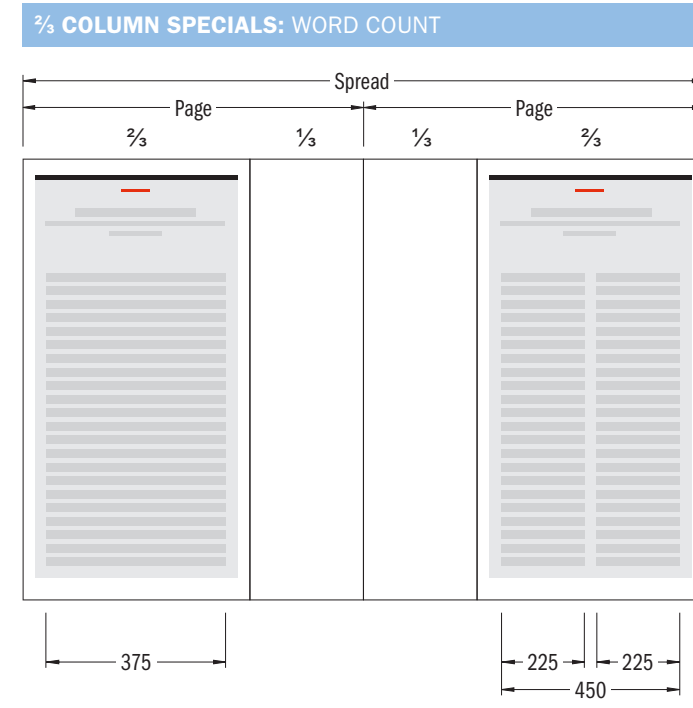 ⅔ COLUMN SPECIALS: WORD COUNT
Spread
Page Page
⅔ ⅓ ⅓ ⅔
375 225 225
450